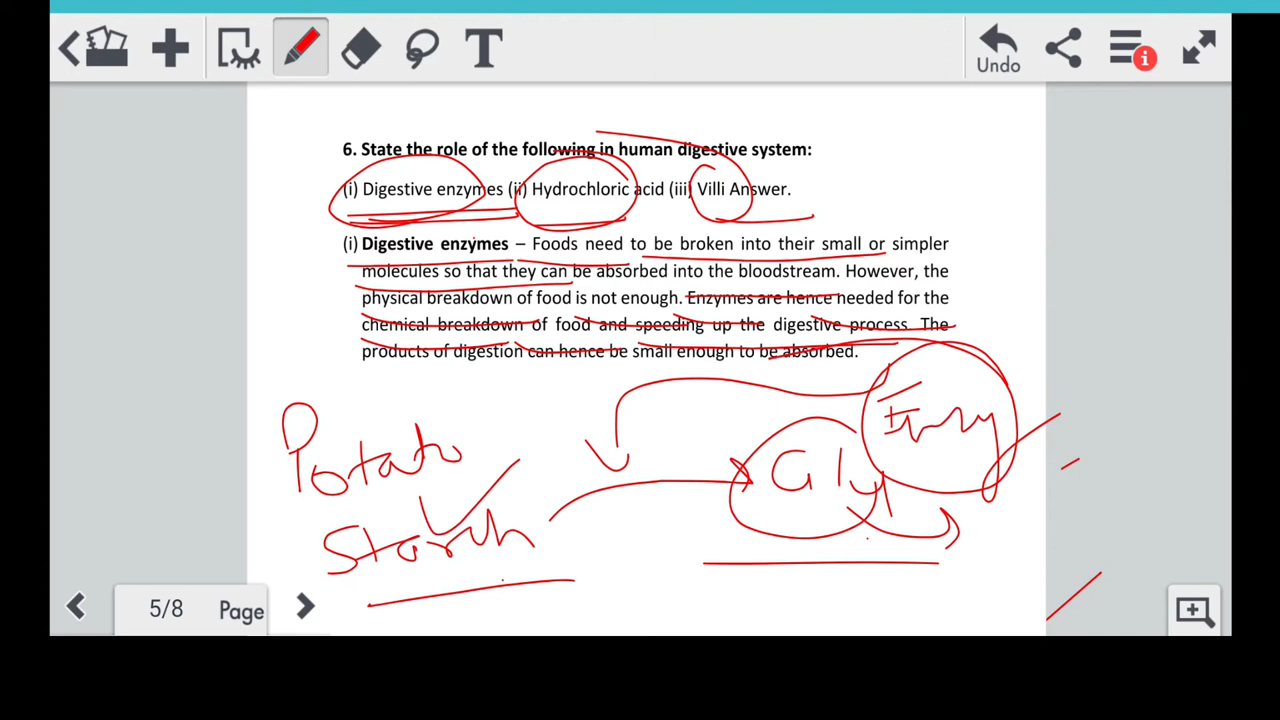 Undo
6. State the role of the following in human digestive system:
(i) Digestive enzymes (ii) Hydrochloric acid (iii) Villi Answer.
(i) Digestive enzymes – Foods need to be broken into their small or simpler
molecules so that they can be absorbed into the bloodstream. However, the
physical breakdown of food is not enough. Enzymes are hence needed for the
chemical breakdown of food and speeding up the digestive process. The
products of digestion can hence be small enough to be absorbed.
Enzy
Potato
Gly
Starch
5/8 Page